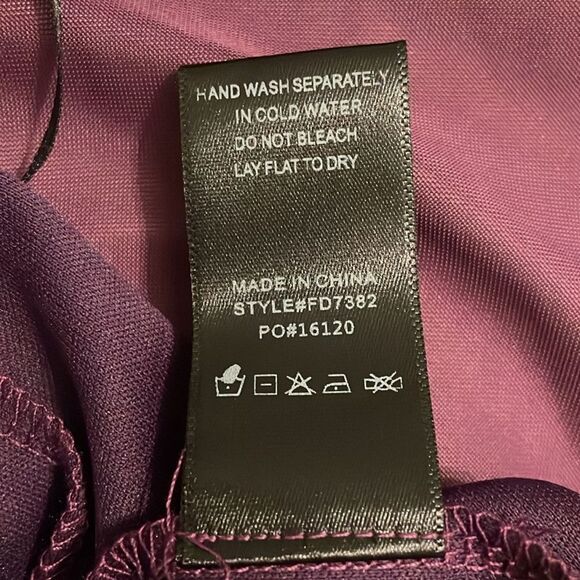 HAND WASH SEPARATELY
IN COLD WATER
DO NOT BLEACH
LAY FLAT TO DRY
MADE IN CHINA
STYLE#FD7382
PO#16120